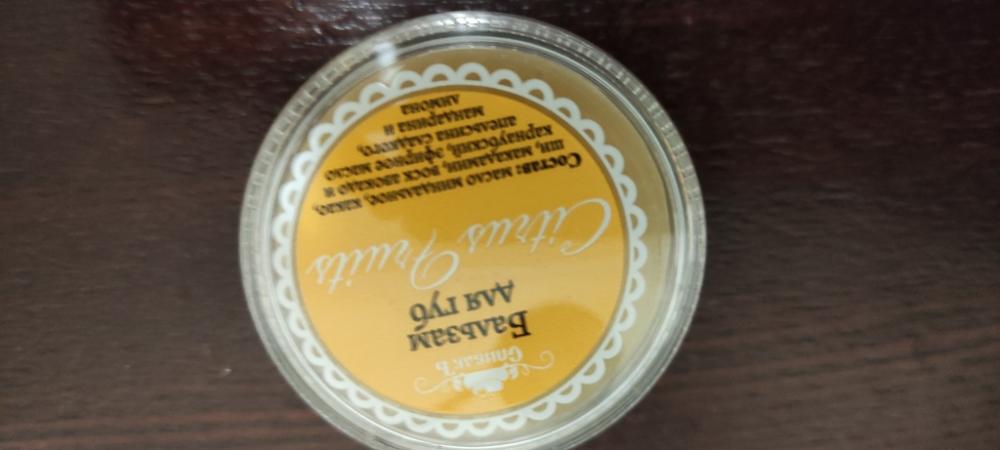 СпивакЪ
Бальзам
для губ
Citrus Fruits
Состав: масло миндальное, какао,
ши, макадамии, воск авокадо и
карнаубский, эфирное масло
апельсина сладкого,
мандарина и
лимона